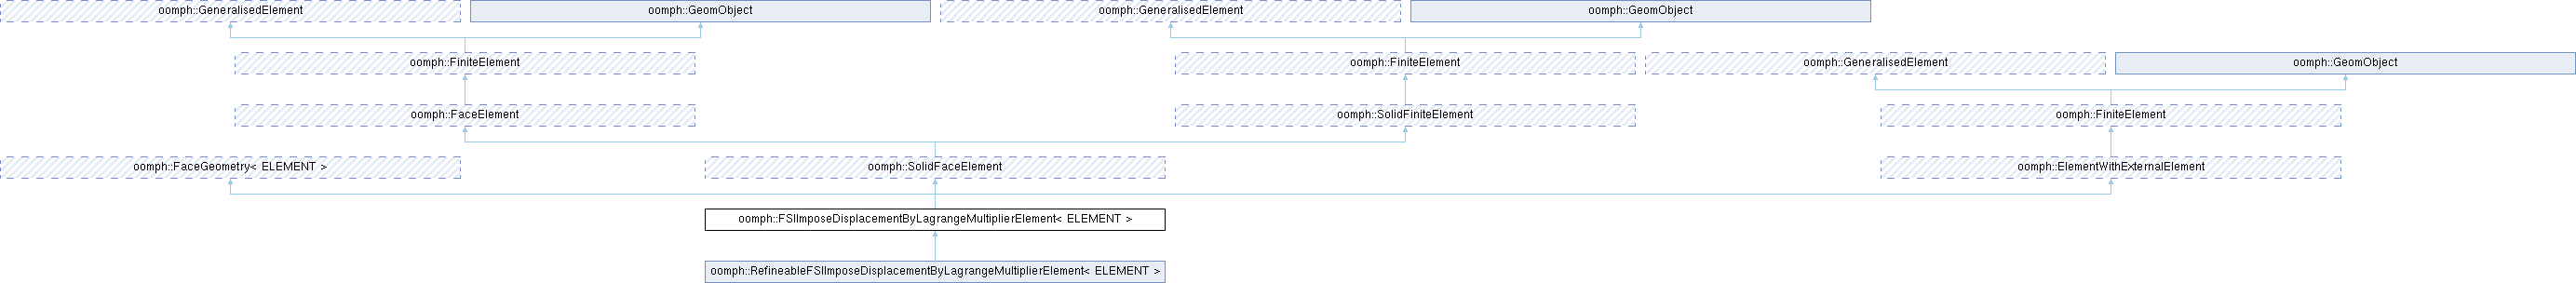 oomph::GeneralisedElement
oomph::GeomObject
oomph::GeneralisedElement
oomph::GeomObject
oomph::FiniteElement
oomph::FiniteElement
oomph::GeneralisedElement
oomph::GeomObject
oomph::FaceElement
oomph::SolidFiniteElement
oomph::FiniteElement
oomph::FaceGeometry< ELEMENT >
oomph::SolidFaceElement
oomph::ElementWithExternalElement
oomph::FSIImposeDisplacementByLagrangeMultiplierElement< ELEMENT >
oomph::RefineableFSIImposeDisplacementByLagrangeMultiplierElement< ELEMENT >